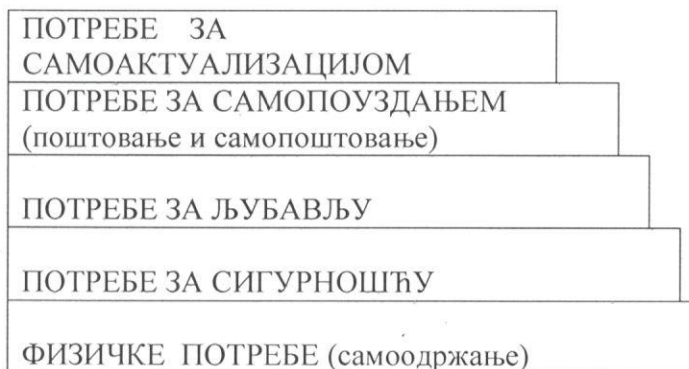 ПОТРЕБЕ ЗА
САМОАКТУАЛИЗАЦИЈОМ
ПОТРЕБЕ ЗА САМОПОУЗДАЊЕМ
(поштовање и самопоштовање)
ПОТРЕБЕ ЗА ЉУБАВЉУ
ПОТРЕБЕ ЗА СИГУРНОШЋУ
ФИЗИЧКЕ ПОТРЕБЕ (самоодржање)